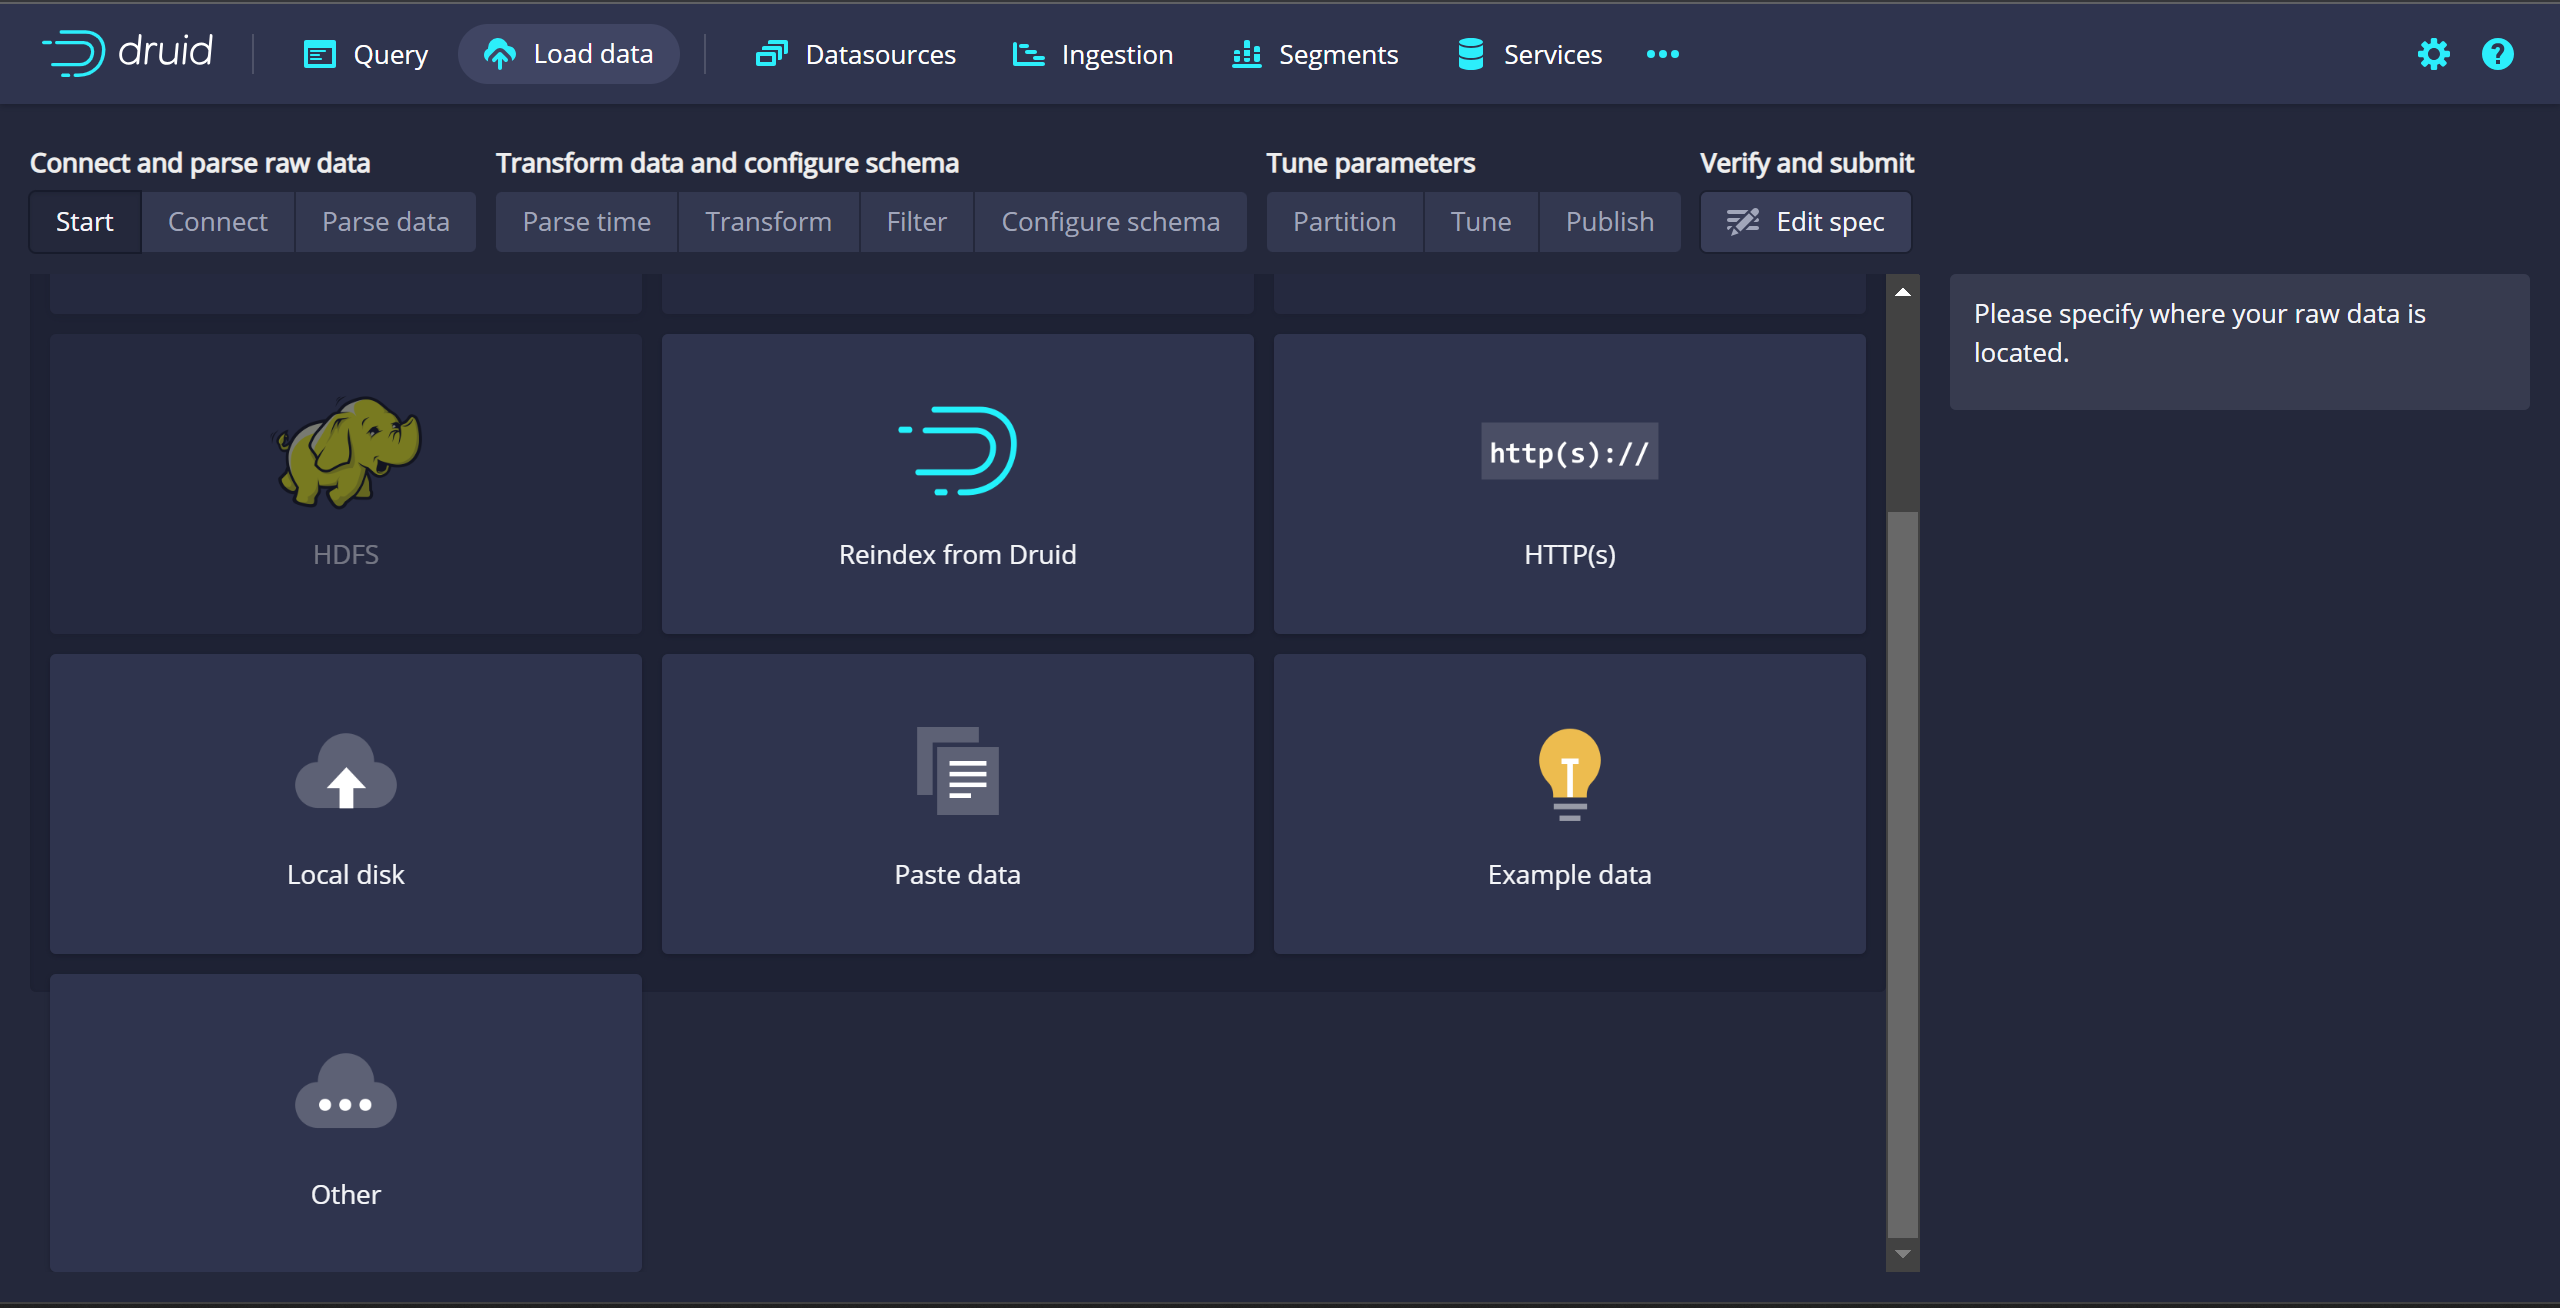 druid
Query
Load data
Datasources
Ingestion
Segments
Services
Connect and parse raw data
Transform data and configure schema
Tune parameters
Verify and submit
Start
Connect
Parse data
Parse time
Transform
Filter
Configure schema
Partition
Tune
Publish
Edit spec
Please specify where your raw data is
located.
http(s)://
HDFS
Reindex from Druid
HTTP(s)
Local disk
Paste data
Example data
Other